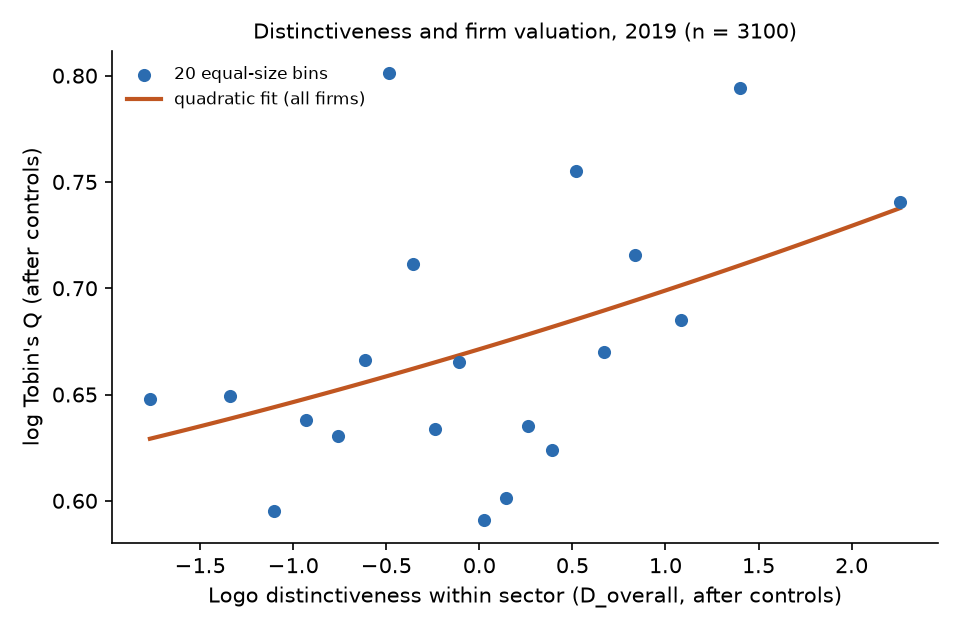 Distinctiveness and firm valuation, 2019 (n = 3100)
20 equal-size bins
quadratic fit (all firms)
log Tobin's Q (after controls)
0.80
0.75
0.70
0.65
0.60
−1.5 −1.0 −0.5 0.0 0.5 1.0 1.5 2.0
Logo distinctiveness within sector (D_overall, after controls)